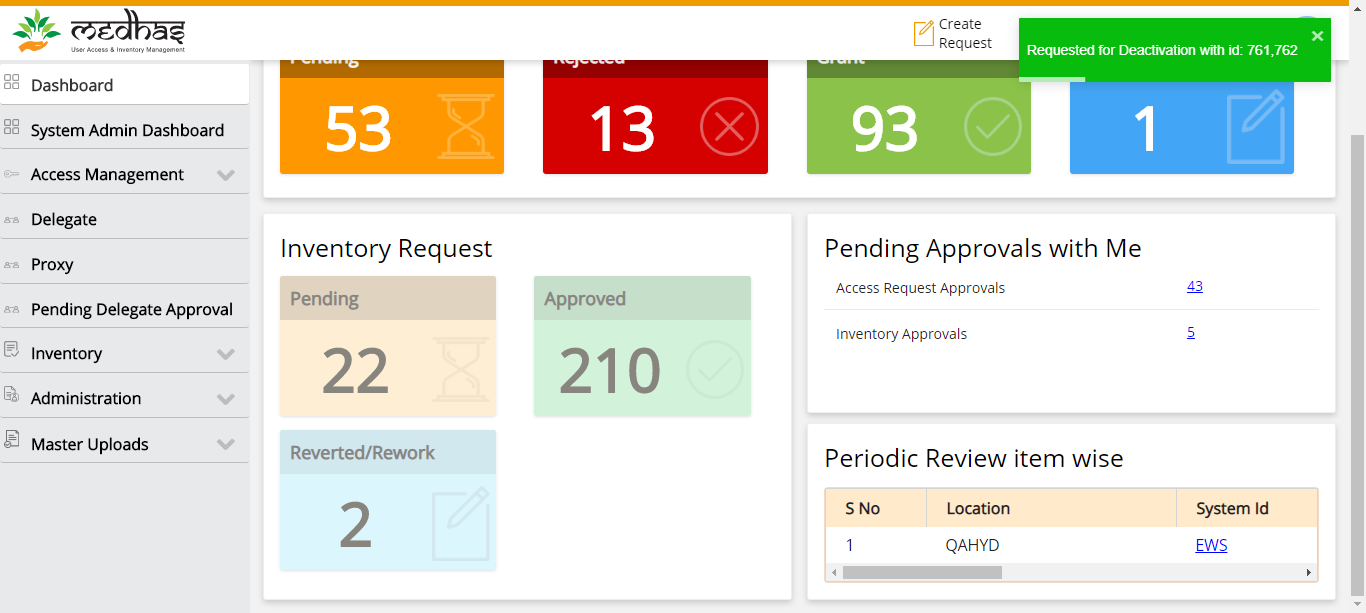 medhas
User Access & Inventory Management
Create
Request
Requested for Deactivation with id: 761,762
Dashboard
System Admin Dashboard
Access Management
Delegate
Proxy
Pending Delegate Approval
Inventory
Administration
Master Uploads
Pending
Rejected
Grant
53
13
93
1
Inventory Request
Pending
Approved
22
210
Reverted/Rework
2
Pending Approvals with Me
Access Request Approvals 43
Inventory Approvals 5
Periodic Review item wise
S No Location System Id
1 QAHYD EWS